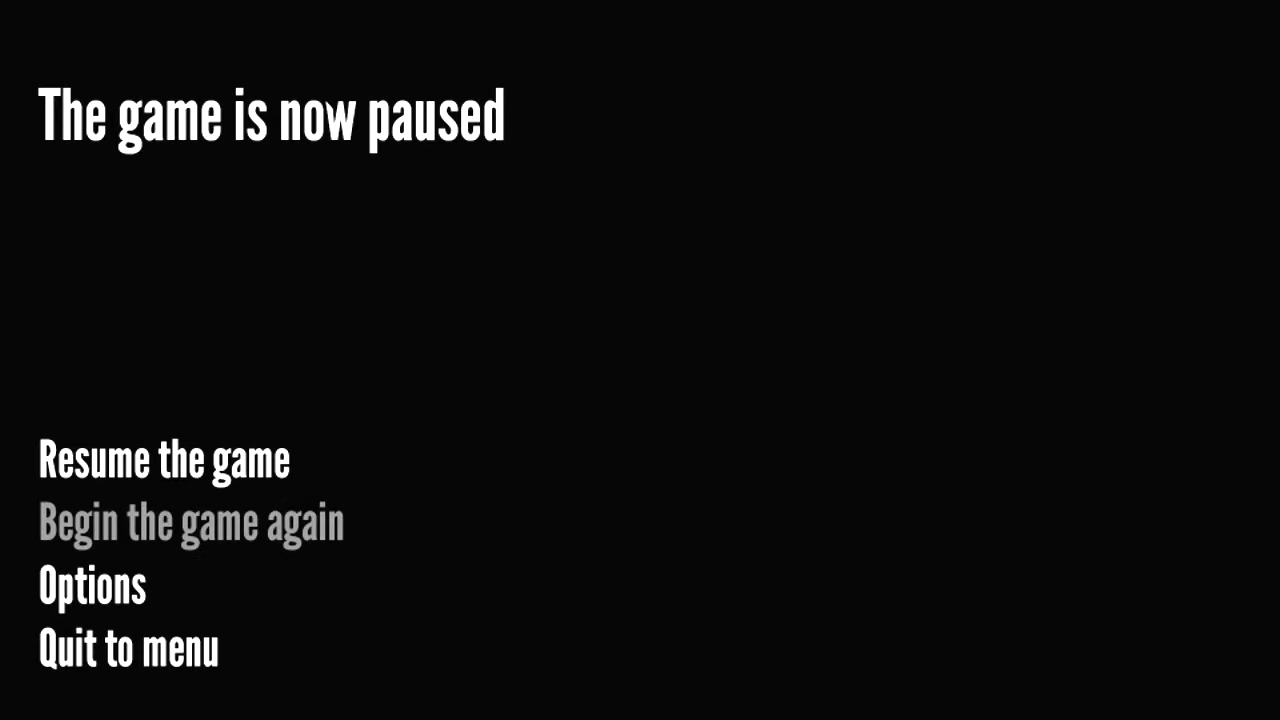 The game is now paused
Resume the game
Begin the game again
Options
Quit to menu